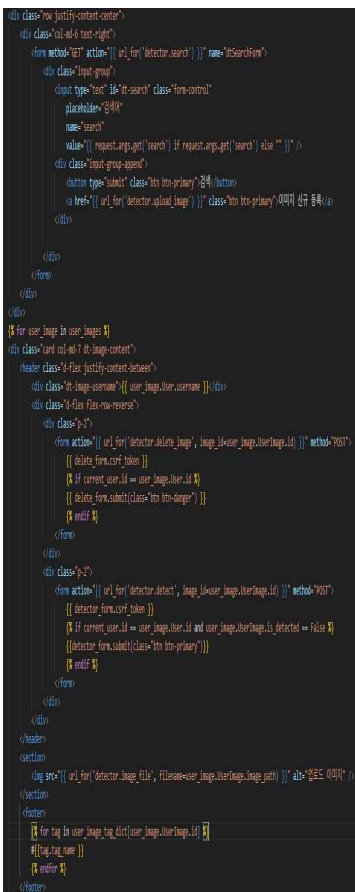 <div class="row justify-content-center">
<div class="col-md-6 text-right">
<form method="GET" action="{{ url_for('detector.search') }}" name="dtSearchForm">
<div class="input-group">
<input type="text" id="dt-search" class="form-control"
placeholder="검색어"
name="search"
value="{{ request.args.get('search') if request.args.get('search') else "" }}" />
<div class="input-group-append">
<button type="submit" class="btn btn-primary">검색</button>
<a href="{{ url_for('detector.upload_image') }}" class="btn btn-primary">이미지 신규 등록</a>
</div>
</div>
</form>
</div>
</div>
{% for user_image in user_images %}
<div class="card col-md-7 dt-image-content">
<header class="d-flex justify-content-between">
<div class="dt-image-username">{{ user_image.User.username }}</div>
<div class="d-flex flex-row-reverse">
<div class="p-2">
<form action="{{ url_for('detector.delete_image', image_id=user_image.UserImage.id) }}" method="POST">
{{ delete_form.csrf_token }}
{% if current_user.id == user_image.User.id %}
{{ delete_form.submit(class="btn btn-danger") }}
{% endif %}
</form>
</div>
<div class="p-2">
<form action="{{ url_for('detector.detect', image_id=user_image.UserImage.id) }}" method="POST">
{{ detector_form.csrf_token }}
{% if current_user.id == user_image.User.id and user_image.UserImage.is_detected == False %}
{{detector_form.submit(class="btn btn-primary")}}
{% endif %}
</form>
</div>
</div>
</header>
<section>
<img src="{{ url_for('detector.image_file', filename=user_image.UserImage.image_path) }}" alt="업로드 이미지" />
</section>
<footer>
{% for tag in user_image_tag_dict[user_image.UserImage.id] %}
#{{tag.tag_name }}
{% endfor %}
</footer>